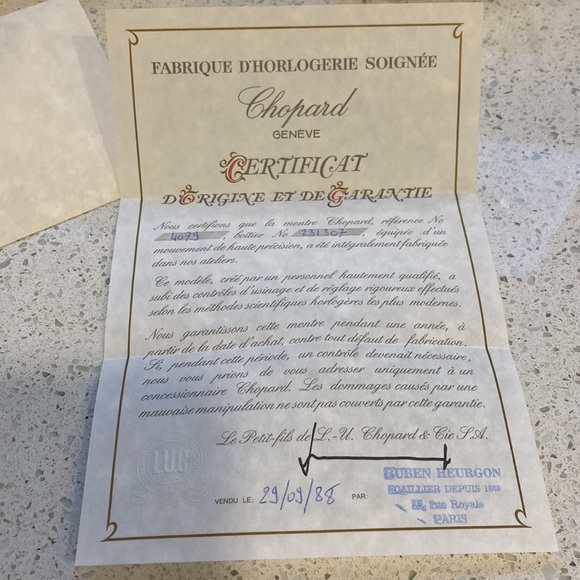 FABRIQUE D'HORLOGERIE SOIGNÉE
Chopard
GENÈVE
CERTIFICAT
D'ORIGINE ET DE GARANTIE
Nous certifions que la montre Chopard, référence No
4079, boîtier No 231307, équipée d'un
mouvement de haute précision, a été intégralement fabriquée
dans nos ateliers.
Ce modèle, créé par un personnel hautement qualifié, a
subi des contrôles d'usinage et de réglage rigoureux effectués
selon les méthodes scientifiques horlogères les plus modernes.
Nous garantissons cette montre pendant une année, à
partir de la date d'achat, contre tout défaut de fabrication.
Si, pendant cette période, un contrôle devenait nécessaire,
nous vous prions de vous adresser uniquement à un
concessionnaire Chopard. Les dommages causés par une
mauvaise manipulation ne sont pas couverts par cette garantie.
Le Petit-fils de L.-U. Chopard & Cie S.A.
LUC
VENDU LE: 29/09/88 PAR:
RUBEN HEURGON
JOAILLIER DEPUIS
Rue Royale
PARIS